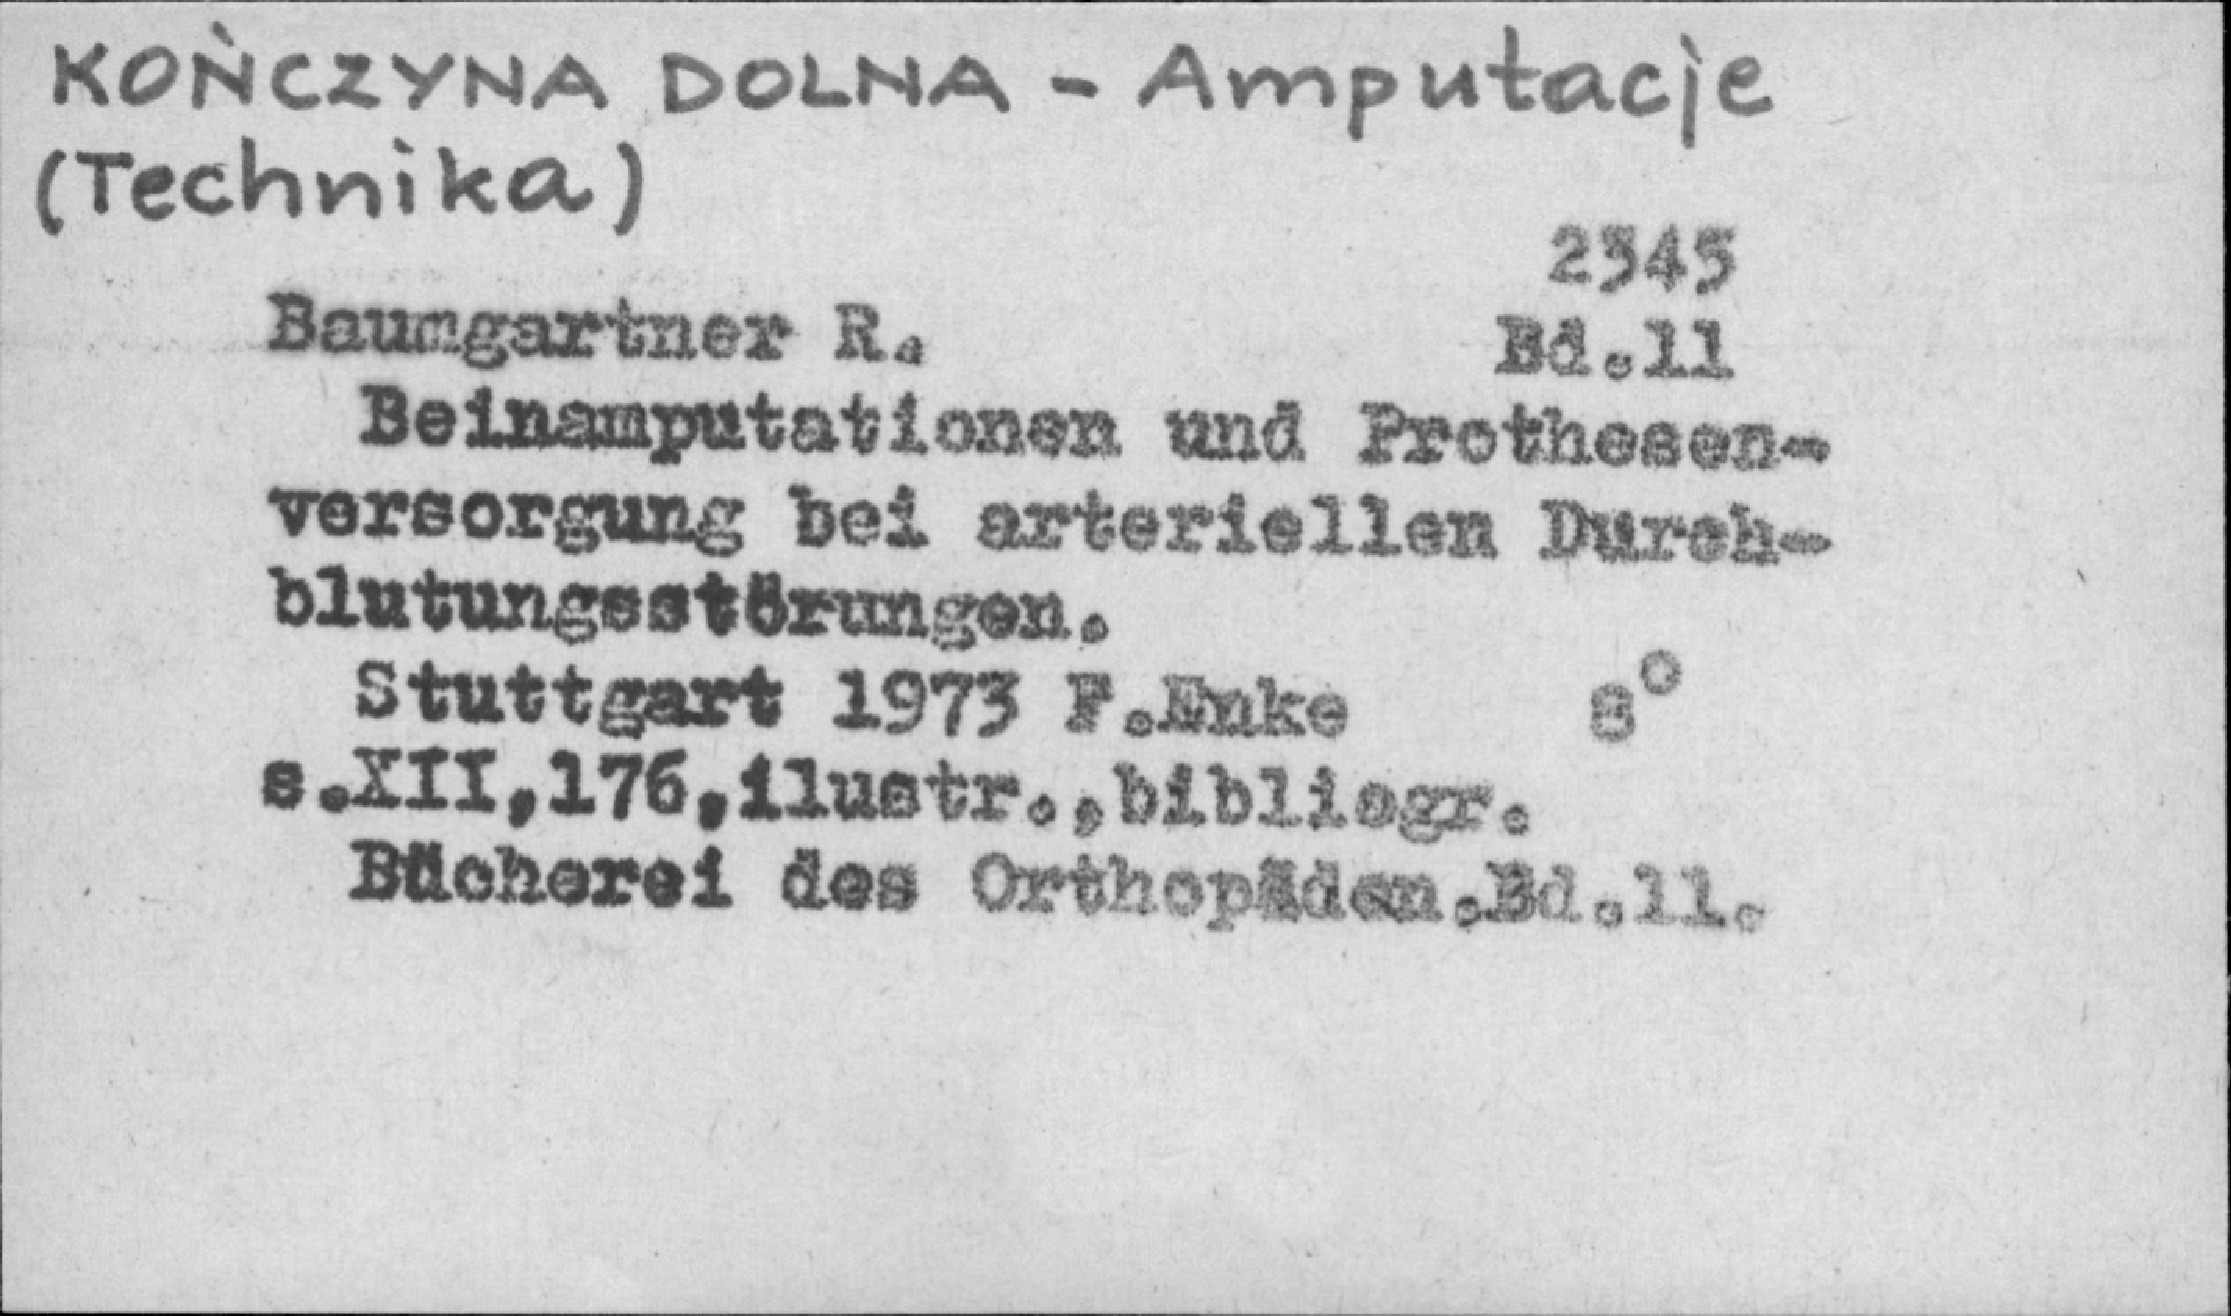 KOŃCZYNA DOLNA - Amputacje
(Technika)
2345
Baumgartner R.
Bd.11
Beinamputationen und Prothesen-
versorgung bei arteriellen Durch-
blutungsstörungen.
Stuttgart 1973 F.Enke 8°
s.XII,176,ilustr.,bibliogr.
Bücherei des Orthopäden.Bd.11.